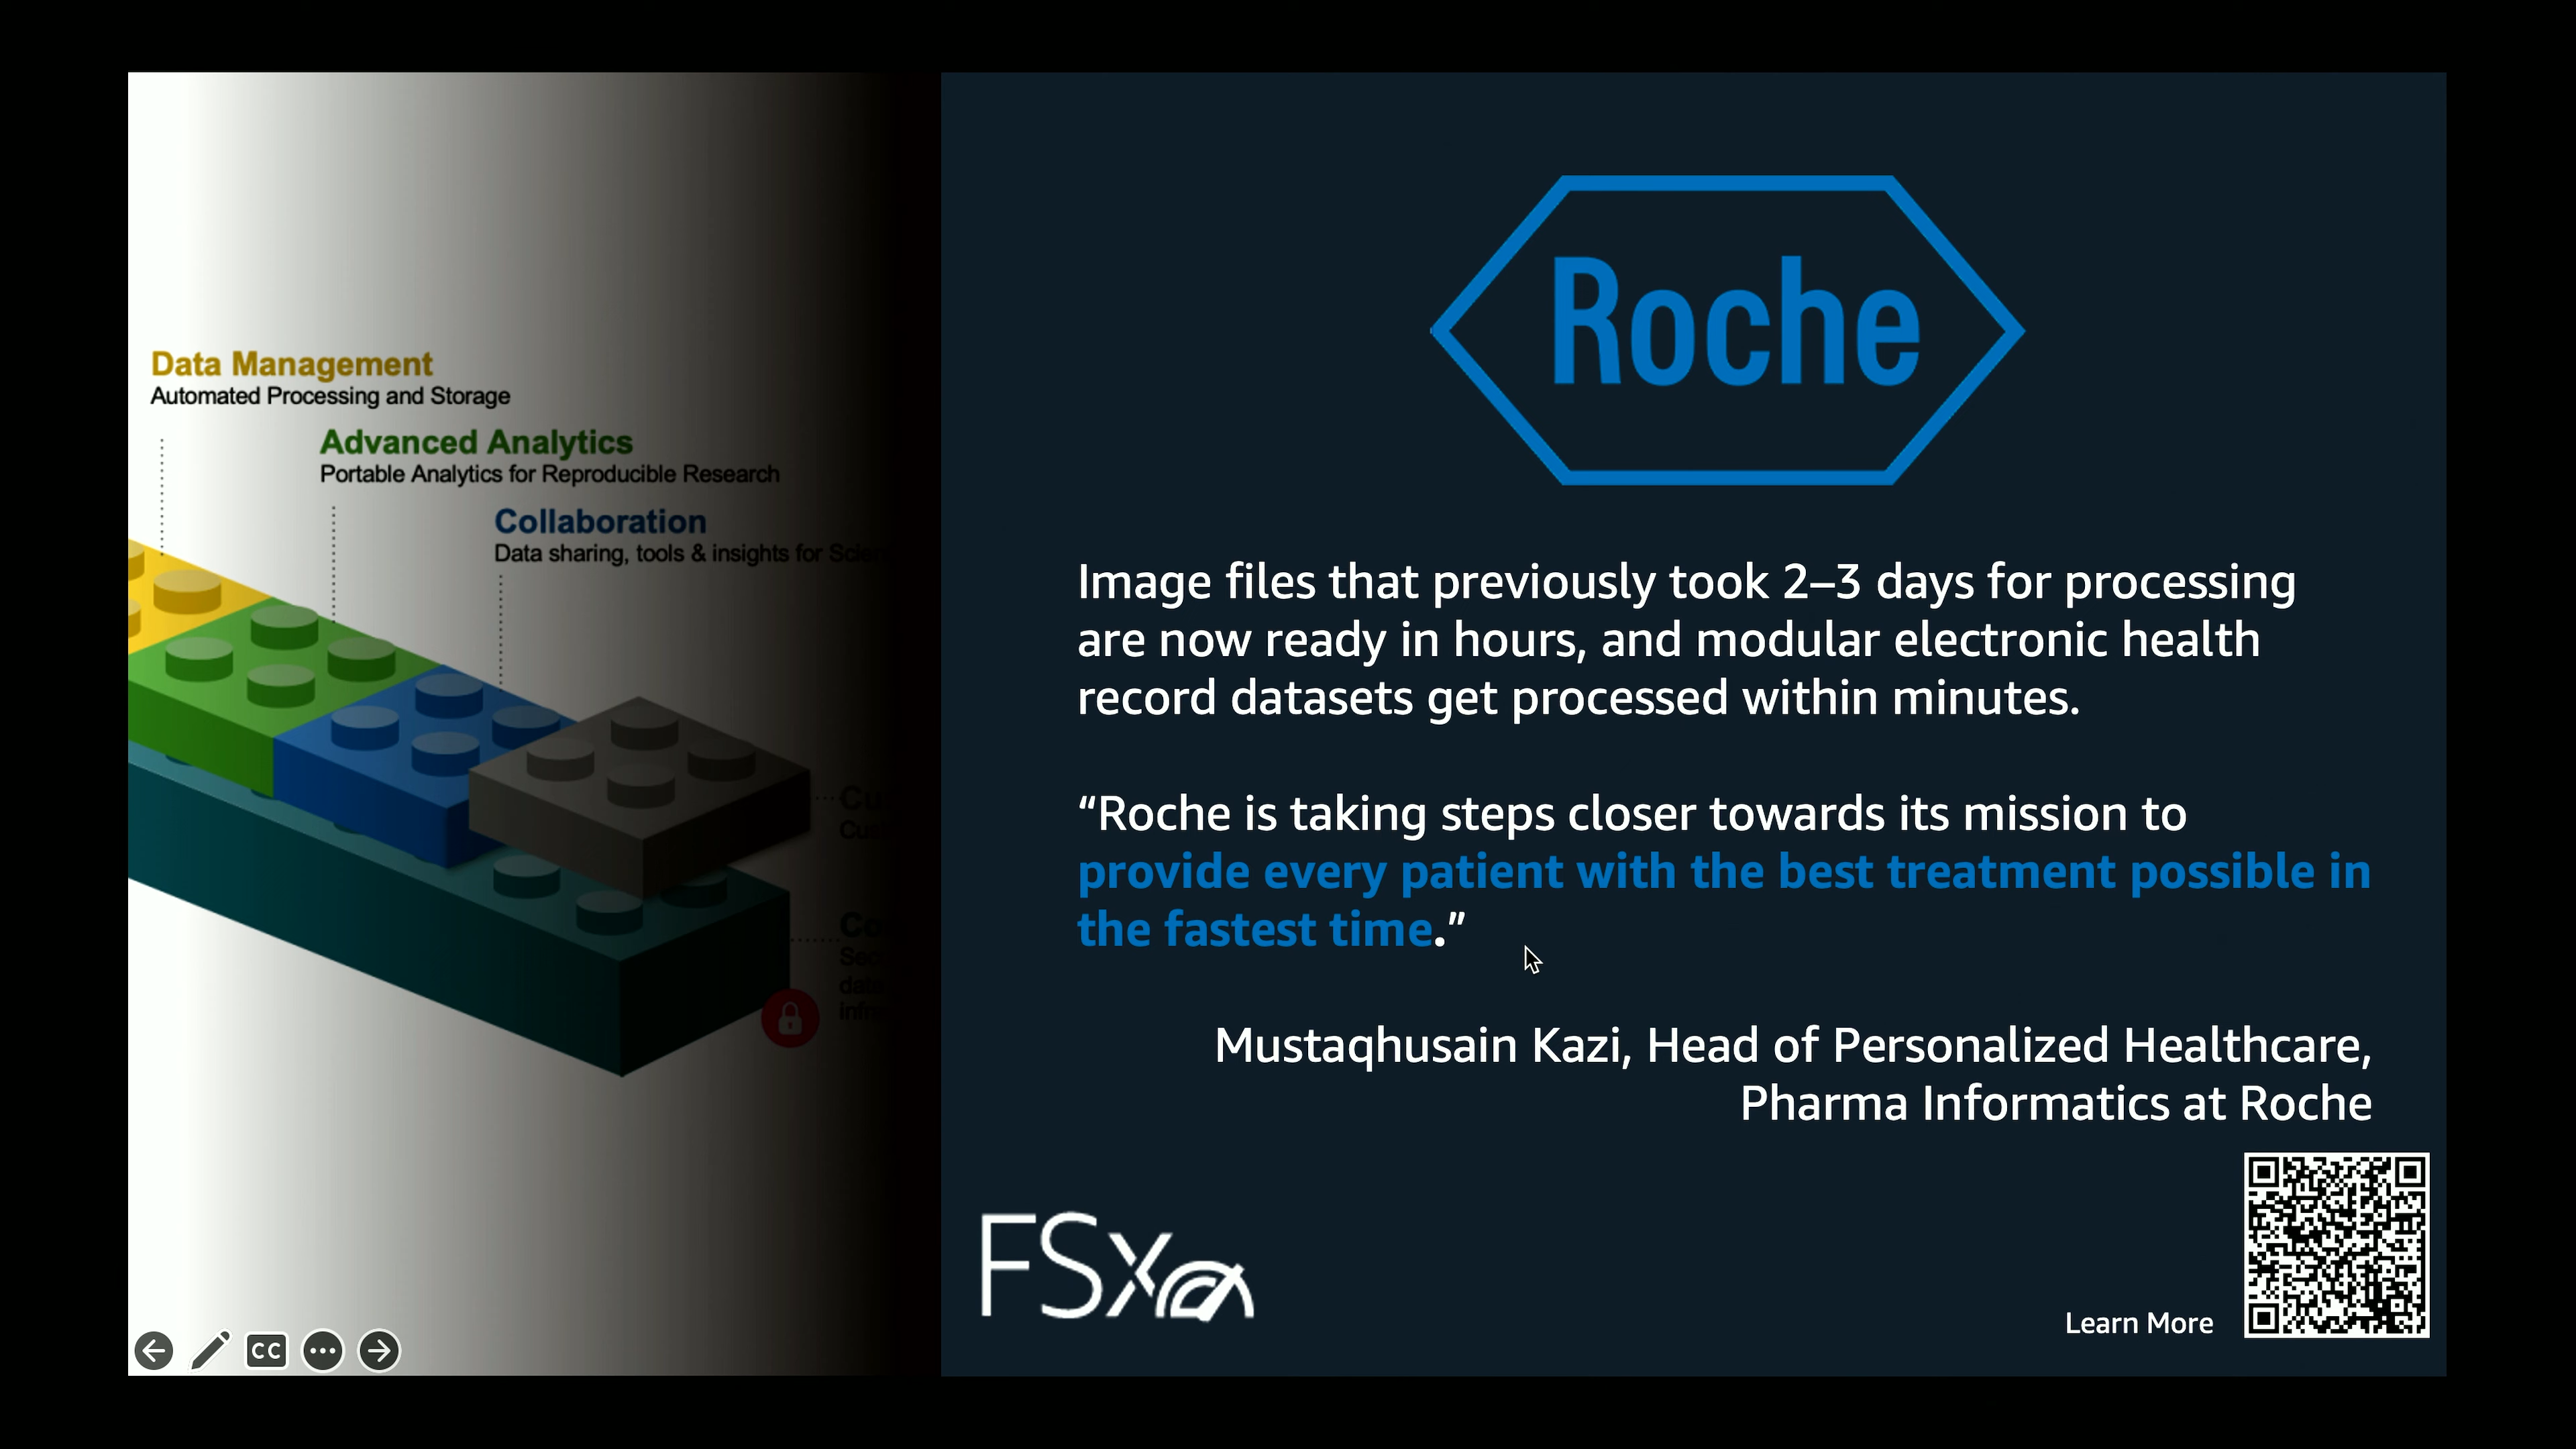 Data Management
Automated Processing and Storage
Advanced Analytics
Portable Analytics for Reproducible Research
Collaboration
Data sharing, tools & insights for
Roche
Image files that previously took 2–3 days for processing
are now ready in hours, and modular electronic health
record datasets get processed within minutes.
“Roche is taking steps closer towards its mission to
provide every patient with the best treatment possible in
the fastest time.”
Mustaqhusain Kazi, Head of Personalized Healthcare,
Pharma Informatics at Roche
FSx
Learn More
CC